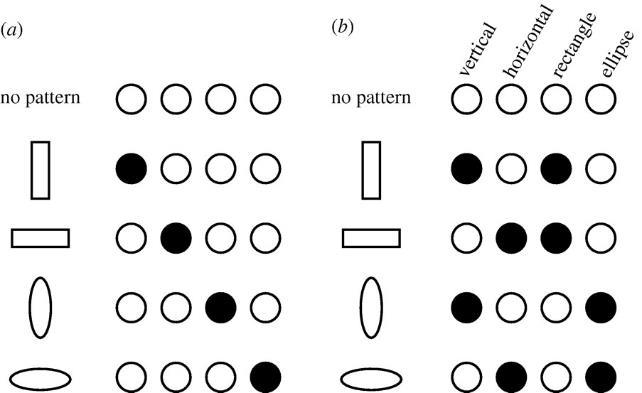 (a)
no pattern
(b)
vertical
horizontal
rectangle
ellipse
no pattern